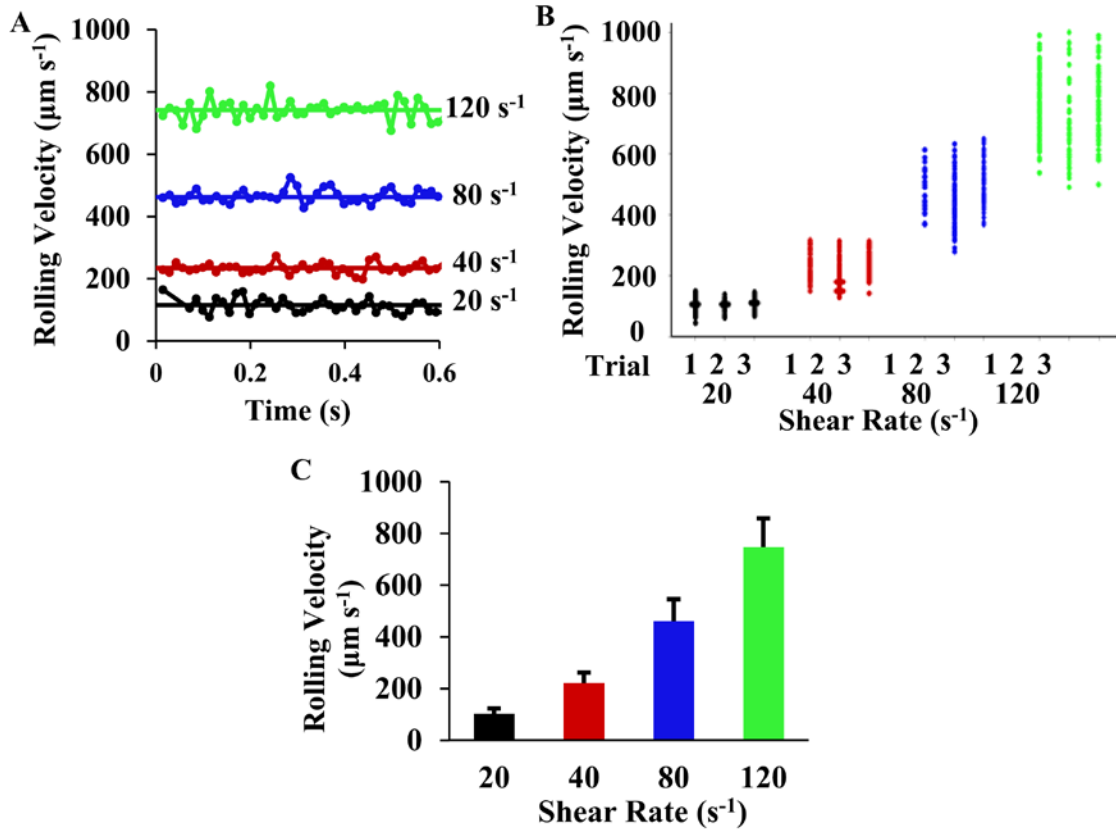 A
Rolling Velocity (µm s-1)
1000
800
600
400
200
0
120 s-1
80 s-1
40 s-1
20 s-1
0 0.2 0.4 0.6
Time (s)
B
Rolling Velocity (µm s-1)
1000
800
600
400
200
0
Trial 1 2 3 1 2 3 1 2 3 1 2 3
20 40 80 120
Shear Rate (s-1)
C
Rolling Velocity
(µm s-1)
1000
800
600
400
200
0
20 40 80 120
Shear Rate (s-1)